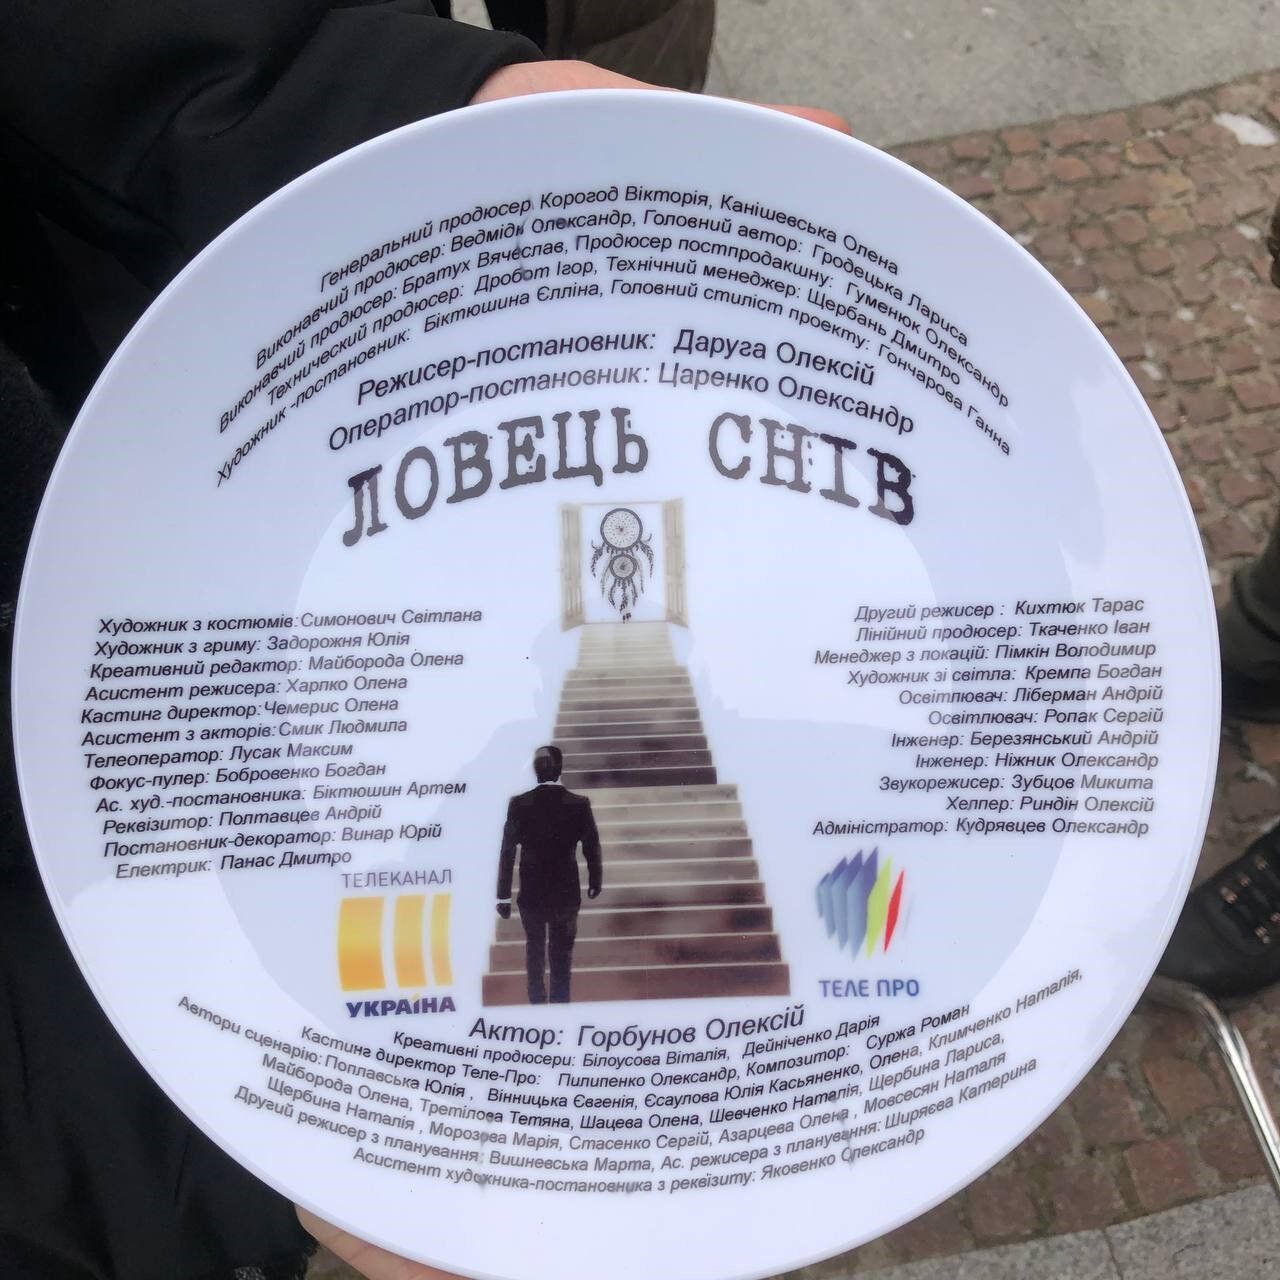 Генеральний продюсер Корогод Вікторія, Канішевська Олена
Виконавчий продюсер: Ведмідь Олександр, Головний автор: Гродецька Лариса
Виконавчий продюсер: Братух Вячеслав, Продюсер постпродакшну: Гуменюк Олександр
Технический продюсер: Дробот Ігор, Технічний менеджер: Щербань Дмитро
Художник -постановник: Біктюшина Єлліна, Головний стиліст проекту: Гончарова Ганна
Режисер-постановник: Даруга Олексій
Оператор-постановник: Царенко Олександр
ЛОВЕЦЬ СНІВ
Художник з костюмів:Симонович Світлана
Художник з гриму: Задорожня Юлія
Креативний редактор: Майборода Олена
Асистент режисера: Харпко Олена
Кастинг директор:Чемерис Олена
Асистент з акторів:Смик Людмила
Телеоператор: Лусак Максим
Фокус-пулер: Бобровенко Богдан
Ас. худ.-постановника: Біктюшин Артем
Реквізитор: Полтавцев Андрій
Постановник-декоратор: Винар Юрій
Електрик: Панас Дмитро
Другий режисер : Кихтюк Тарас
Лінійний продюсер: Ткаченко Іван
Менеджер з локацій: Пімкін Володимир
Художник зі світла: Кремпа Богдан
Освітлювач: Ліберман Андрій
Освітлювач: Ропак Сергій
Інженер: Березянський Андрій
Інженер: Ніжник Олександр
Звукорежисер: Зубцов Микита
Хелпер: Риндін Олексій
Адміністратор: Кудрявцев Олександр
ТЕЛЕКАНАЛ
УКРАЇНА
ТЕЛЕ ПРО
Актор: Горбунов Олексій
Креативні продюсери: Білоусова Віталія, Дейніченко Дарія
Кастинг директор Теле-Про: Пилипенко Олександр, Композитор: Суржа Роман
Автори сценарію: Поплавська Юлія , Вінницька Євгенія, Єсаулова Юлія Касьяненко, Олена, Климченко Наталія,
Майборода Олена, Третілова Тетяна, Шацева Олена, Шевченко Наталія, Щербина Лариса,
Щербина Наталія , Морозова Марія, Стасенко Сергій, Азарцева Олена , Мовсесян Наталя
Другий режисер з планування: Вишневська Марта, Ас. режисера з планування: Ширяєва Катерина
Асистент художника-постановника з реквізиту: Яковенко Олександр